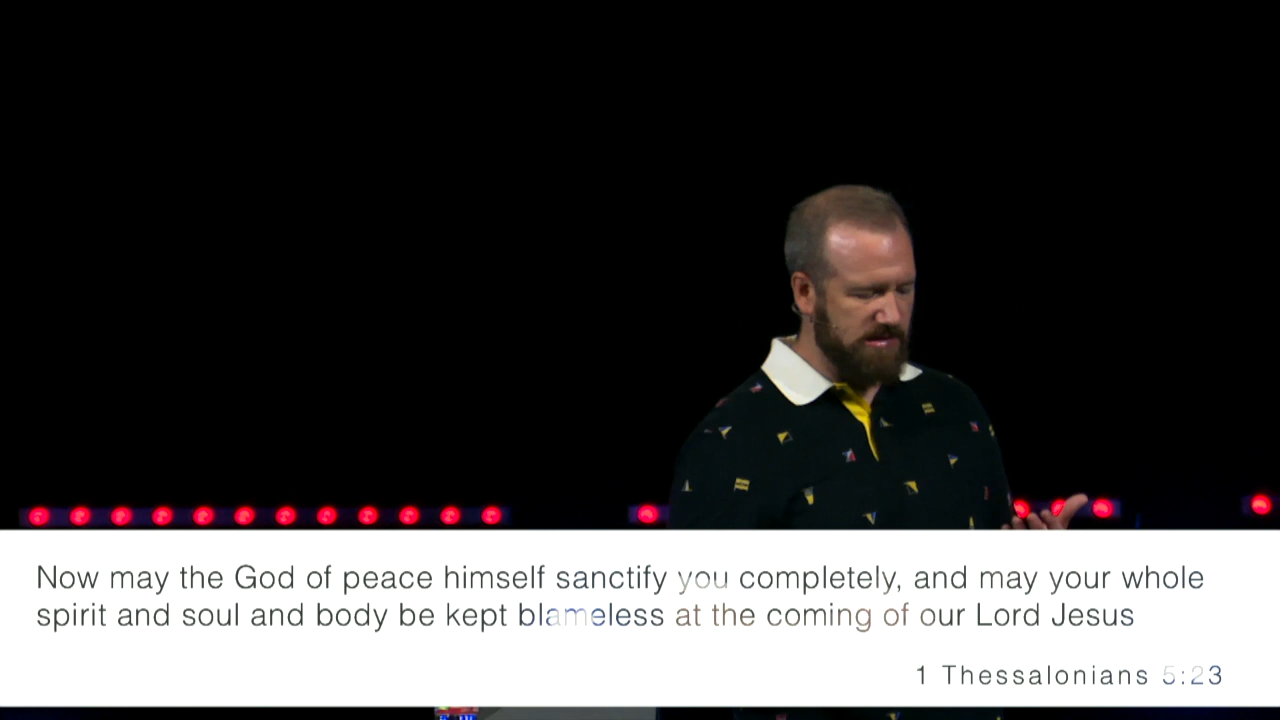 Now may the God of peace himself sanctify you completely, and may your whole
spirit and soul and body be kept blameless at the coming of our Lord Jesus
1 Thessalonians 5:23